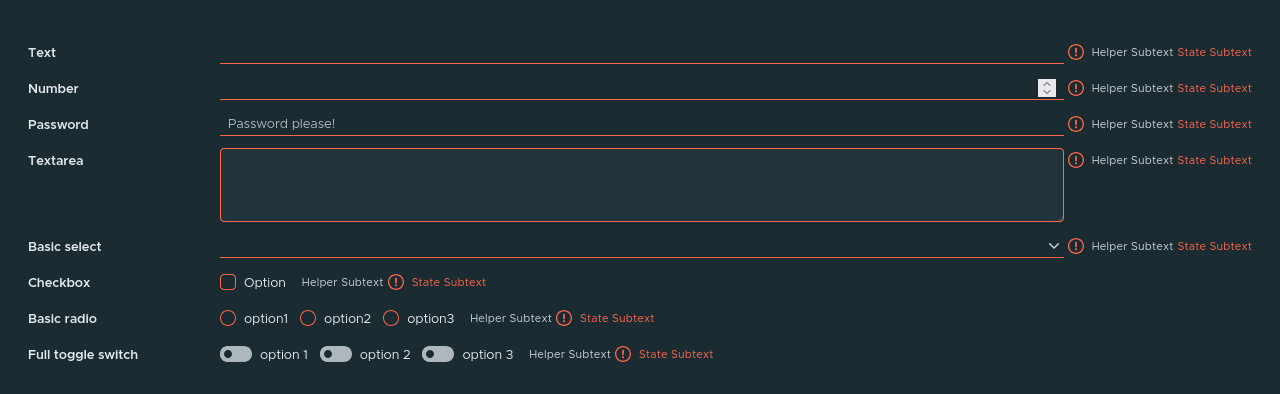 Text Helper Subtext State Subtext
Number Helper Subtext State Subtext
Password Password please! Helper Subtext State Subtext
Textarea Helper Subtext State Subtext
Basic select Helper Subtext State Subtext
Checkbox Option Helper Subtext State Subtext
Basic radio option1 option2 option3 Helper Subtext State Subtext
Full toggle switch option 1 option 2 option 3 Helper Subtext State Subtext